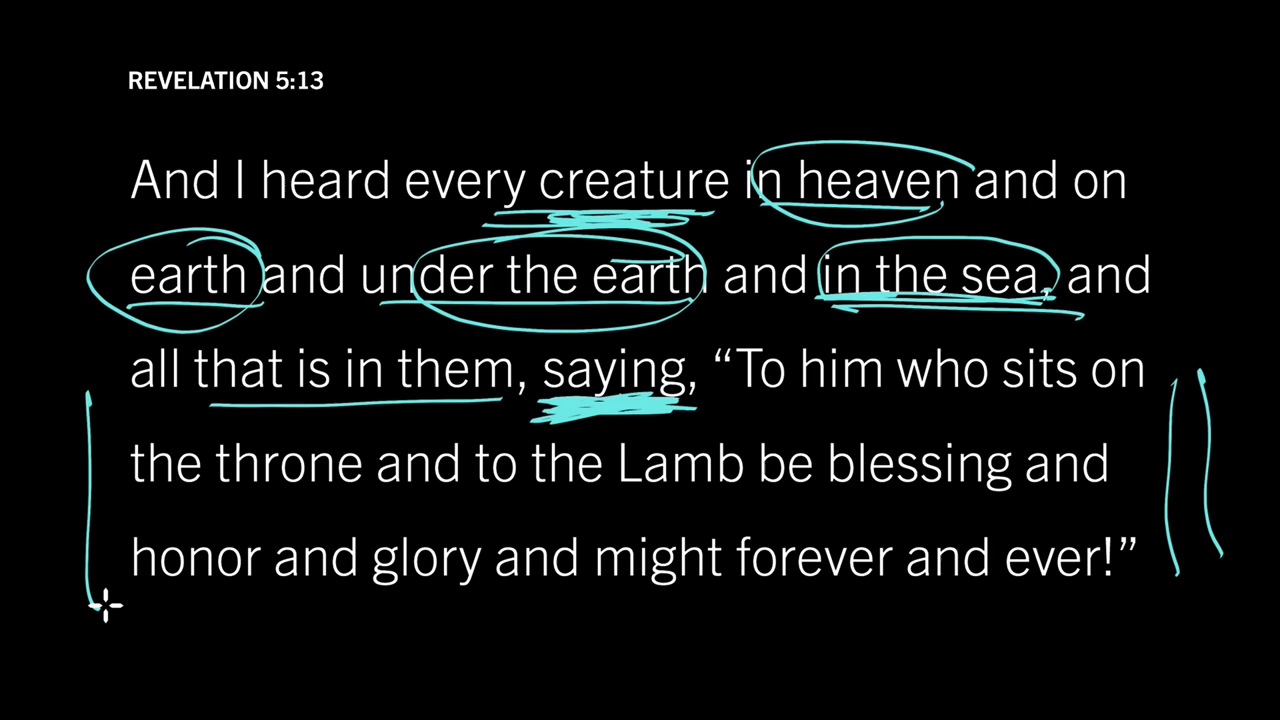 REVELATION 5:13
And I heard every creature in heaven and on
earth and under the earth and in the sea, and
all that is in them, saying, “To him who sits on
the throne and to the Lamb be blessing and
honor and glory and might forever and ever!”